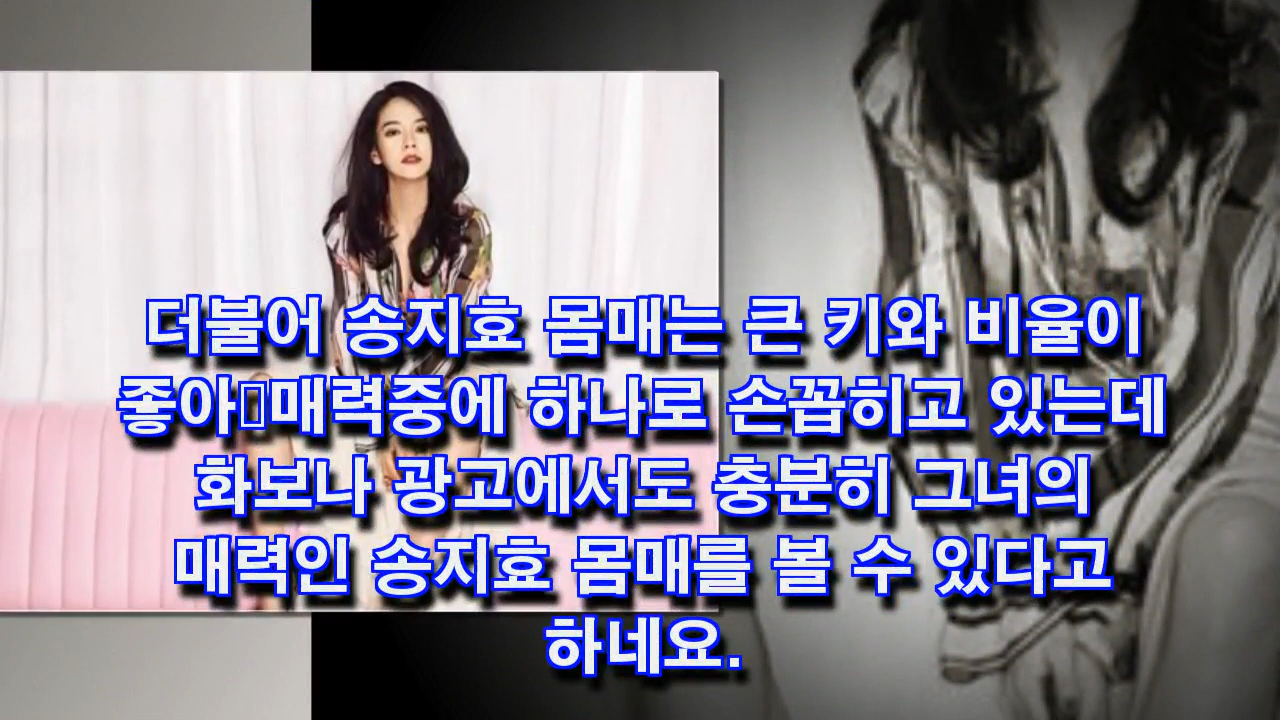 더불어 송지효 몸매는 큰 키와 비율이
좋아 매력중에 하나로 손꼽히고 있는데
화보나 광고에서도 충분히 그녀의
매력인 송지효 몸매를 볼 수 있다고
하네요.